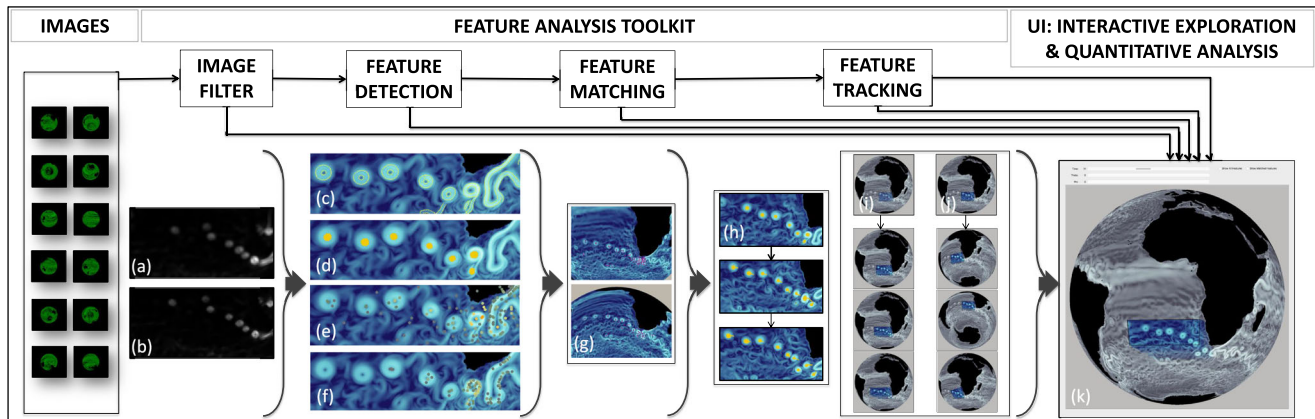 IMAGES
FEATURE ANALYSIS TOOLKIT
UI: INTERACTIVE EXPLORATION
& QUANTITATIVE ANALYSIS
IMAGE
FILTER
FEATURE
DETECTION
FEATURE
MATCHING
FEATURE
TRACKING
(a)
(b)
(c)
(d)
(e)
(f)
(g)
(h)
(i)
(j)
(k)